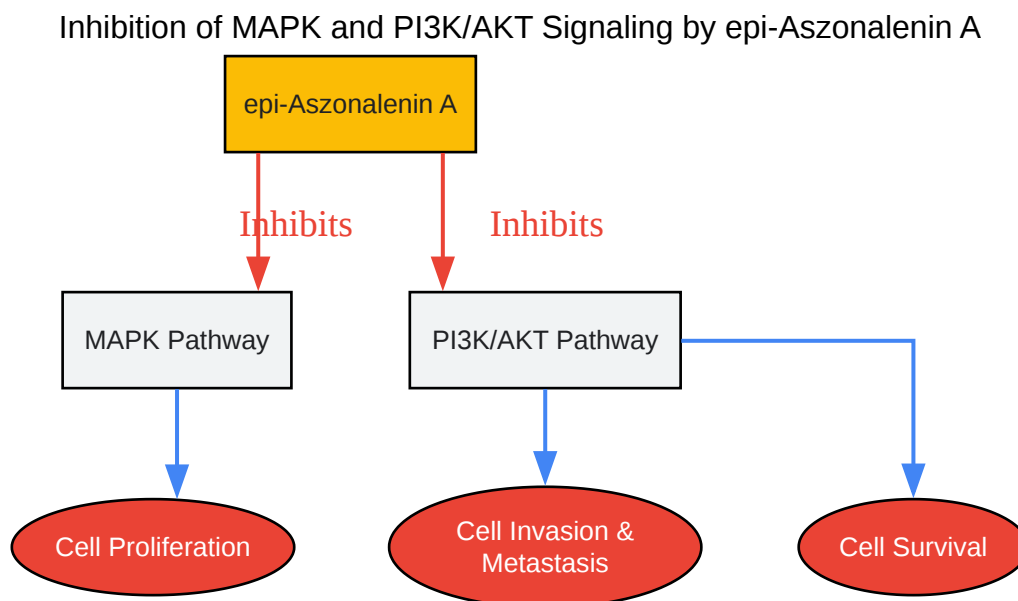 Inhibition of MAPK and PI3K/AKT Signaling by epi-Aszonalenin A
epi-Aszonalenin A
Inhibits
Inhibits
MAPK Pathway
PI3K/AKT Pathway
Cell Proliferation
Cell Invasion &
Metastasis
Cell Survival